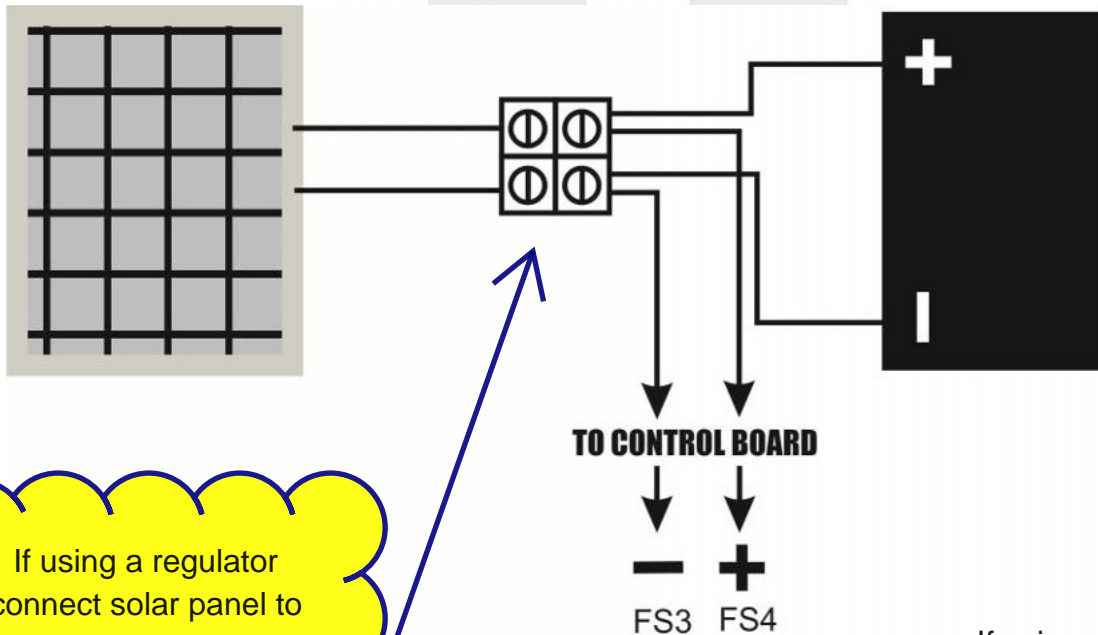 +
TO CONTROL BOARD
If using a regulator
connect solar panel to
− +
FS3 FS4